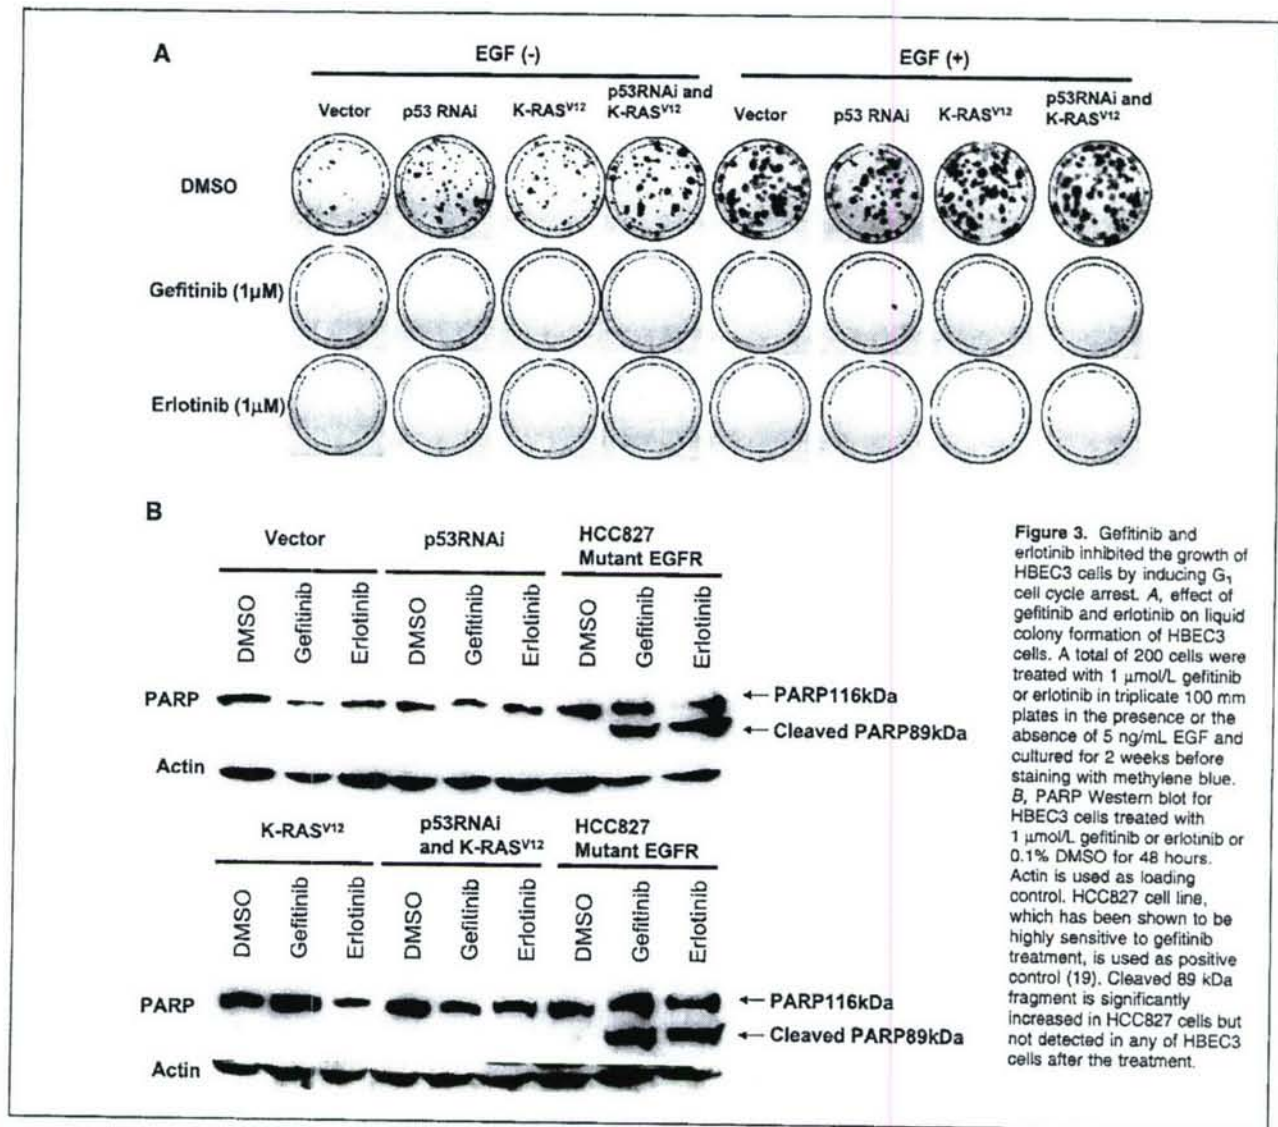 A
EGF (-)
EGF (+)
Vector
p53 RNAi
K-RASV12
p53RNAi and
K-RASV12
Vector
p53 RNAi
K-RASV12
p53RNAi and
K-RASV12
DMSO
Gefitinib (1µM)
Erlotinib (1µM)
B
Vector
p53RNAi
HCC827
Mutant EGFR
DMSO
Gefitinib
Erlotinib
DMSO
Gefitinib
Erlotinib
DMSO
Gefitinib
Erlotinib
PARP
←PARP116kDa
←Cleaved PARP89kDa
Actin
K-RASV12
p53RNAi
and K-RASV12
HCC827
Mutant EGFR
DMSO
Gefitinib
Erlotinib
DMSO
Gefitinib
Erlotinib
DMSO
Gefitinib
Erlotinib
PARP
←PARP116kDa
←Cleaved PARP89kDa
Actin
Figure 3. Gefitinib and
erlotinib inhibited the growth of
HBEC3 cells by inducing G1
cell cycle arrest. A, effect of
gefitinib and erlotinib on liquid
colony formation of HBEC3
cells. A total of 200 cells were
treated with 1 µmol/L gefitinib
or erlotinib in triplicate 100 mm
plates in the presence or the
absence of 5 ng/mL EGF and
cultured for 2 weeks before
staining with methylene blue.
B, PARP Western blot for
HBEC3 cells treated with
1 µmol/L gefitinib or erlotinib or
0.1% DMSO for 48 hours.
Actin is used as loading
control. HCC827 cell line,
which has been shown to be
highly sensitive to gefitinib
treatment, is used as positive
control (19). Cleaved 89 kDa
fragment is significantly
increased in HCC827 cells but
not detected in any of HBEC3
cells after the treatment.